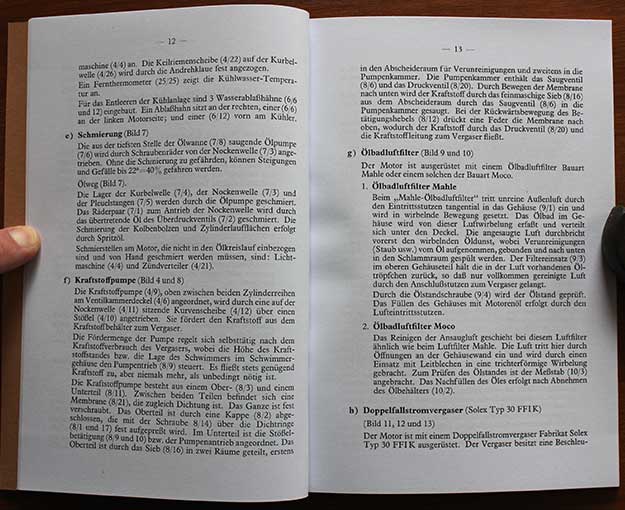 — 12 —
maschine (4/4) an. Die Keilriemenscheibe (4/22) auf der Kurbel-
welle (4/26) wird durch die Andrehklaue fest angezogen.
Ein Fernthermometer (25/25) zeigt die Kühlwasser-Tempera-
tur an.
Für das Entleeren der Kühlanlage sind 3 Wasserablaßhähne (6/6
und 12) eingebaut. Ein Ablaßhahn sitzt an der rechten, einer (6/6)
an der linken Motorseite; und einer (6/12) vorn am Kühler.
e) Schmierung (Bild 7)
Die aus der tiefsten Stelle der Ölwanne (7/8) saugende Ölpumpe
(7/6) wird durch Schraubenräder von der Nockenwelle (7/3) ange-
trieben. Ohne die Schmierung zu gefährden, können Steigungen
und Gefälle bis 22°=40% gefahren werden.
Ölweg (Bild 7).
Die Lager der Kurbelwelle (7/4), der Nockenwelle (7/3) und
der Pleuelstangen (7/5) werden durch die Ölpumpe geschmiert.
Das Räderpaar (7/1) zum Antrieb der Nockenwelle wird durch
das übertretende Öl des Überdruckventils (7/2) geschmiert. Die
Schmierung der Kolbenbolzen und Zylinderlaufflächen erfolgt
durch Spritzöl.
Schmierstellen am Motor, die nicht in den Ölkreislauf einbezogen
sind und von Hand geschmiert werden müssen, sind: Licht-
maschine (4/4) und Zündverteiler (4/21).
f) Kraftstoffpumpe (Bild 4 und 8)
Die Kraftstoffpumpe (4/9), oben zwischen beiden Zylinderreihen
am Ventilkammerdeckel (4/6) angeordnet, wird durch eine auf der
Nockenwelle (4/11) sitzende Kurvenscheibe (4/12) über einen
Stößel (4/10) angetrieben. Sie fördert den Kraftstoff aus dem
Kraftstoffbehälter zum Vergaser.
Die Fördermenge der Pumpe regelt sich selbsttätig nach dem
Kraftstoffverbrauch des Vergasers, wobei die Höhe des Kraft-
stoffstandes bzw. die Lage des Schwimmers im Schwimmerge-
häuse den Pumpentrieb (8/9) steuert. Es fließt stets genügend
Kraftstoff zu, aber niemals mehr, als unbedingt nötig ist.
Die Kraftstoffpumpe besteht aus einem Ober- (8/3) und einem
Unterteil (8/11). Zwischen beiden Teilen befindet sich eine
Membrane (8/21), die zugleich Dichtung ist. Das Ganze ist fest
verschraubt. Das Oberteil ist durch eine Kappe (8/2) abge-
schlossen, die mit der Schraube 8/14) über die Dichtringe
(8/1 und 17) fest aufgepreßt wird. Im Unterteil ist die Stößel-
betätigung (8/9 und 10) bzw. der Pumpenantrieb angeordnet. Das
Oberteil ist durch das Sieb (8/16) in zwei Räume geteilt, erstens
— 13 —
in den Abscheideraum für Verunreinigungen und zweitens in die
Pumpenkammer. Die Pumpenkammer enthält das Saugventil
(8/6) und das Druckventil (8/20). Durch Bewegen der Membrane
nach unten wird der Kraftstoff durch das feinmaschige Sieb (8/16)
aus dem Abscheideraum durch das Saugventil (8/6) in die
Pumpenkammer gesaugt. Bei der Rückwärtsbewegung des Be-
tätigungshebels (8/12) drückt eine Feder die Membrane nach
oben, wodurch der Kraftstoff durch das Druckventil (8/20) und
die Kraftstoffleitung zum Vergaser fließt.
g) Ölbadluftfilter (Bild 9 und 10)
Der Motor ist ausgerüstet mit einem Ölbadluftfilter Bauart
Mahle oder einem solchen der Bauart Moco.
1. Ölbadluftfilter Mahle
Beim „Mahle-Ölbadluftfilter" tritt unreine Außenluft durch
den Eintrittsstutzen tangential in das Gehäuse (9/1) ein und
wird in wirbelnde Bewegung gesetzt. Das Ölbad im Ge-
häuse wird von dieser Luftwirbelung erfaßt und verteilt
sich unter den Deckel. Die angesaugte Luft durchbricht
vorerst den wirbelnden Öldunst, wobei Verunreinigungen
(Staub usw.) vom Öl aufgenommen, gebunden und nach unten
in den Schlammraum gespült werden. Der Filtereinsatz (9/3)
im oberen Gehäuseteil hält die in der Luft vorhandenen Öl-
tröpfchen zurück, so daß nur vollkommen gereinigte Luft
durch den Anschlußstutzen zum Vergaser gelangt.
Durch die Ölstandschraube (9/4) wird der Ölstand geprüft.
Das Füllen des Gehäuses mit Motorenöl erfolgt durch den
Lufteintrittsstutzen.
2. Ölbadluftfilter Moco
Das Reinigen der Ansaugluft geschieht bei diesem Luftfilter
ähnlich wie beim Luftfilter Mahle. Die Luft tritt hier durch
Öffnungen an der Gehäusewand ein und wird durch einen
Einsatz mit Leitblechen in eine trichterförmige Wirbelung
gebracht. Zum Prüfen des Ölstandes ist der Meßstab (10/3)
angebracht. Das Nachfüllen des Öles erfolgt nach Abnehmen
des Ölbehälters (10/2).
h) Doppelfallstromvergaser (Solex Typ 30 FF1K)
(Bild 11, 12 und 13)
Der Motor ist mit einem Doppelfallstromvergaser Fabrikat Solex
Typ 30 FF1K ausgerüstet. Der Vergaser besitzt eine Beschleu-